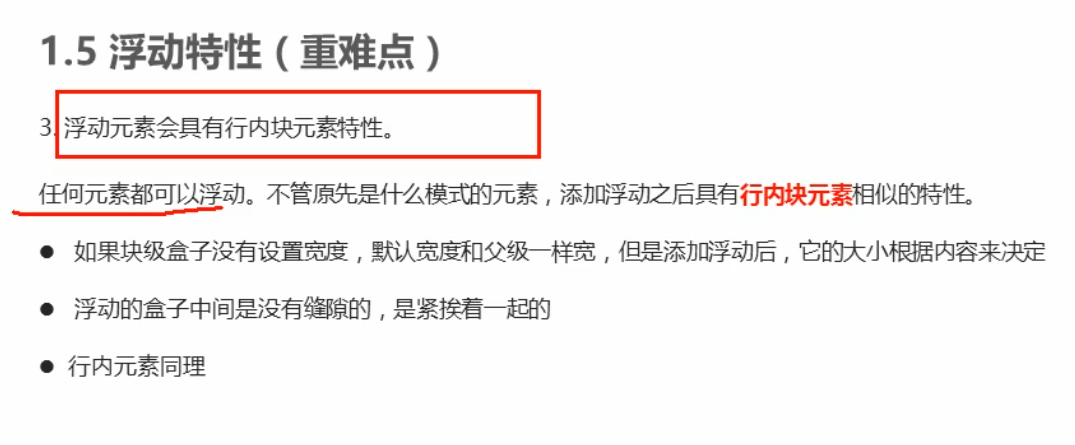 1.5 浮动特性（重难点）
3. 浮动元素会具有行内块元素特性。
任何元素都可以浮动。不管原先是什么模式的元素，添加浮动之后具有行内块元素相似的特性。
● 如果块级盒子没有设置宽度，默认宽度和父级一样宽，但是添加浮动后，它的大小根据内容来决定
● 浮动的盒子中间是没有缝隙的，是紧挨着一起的
● 行内元素同理